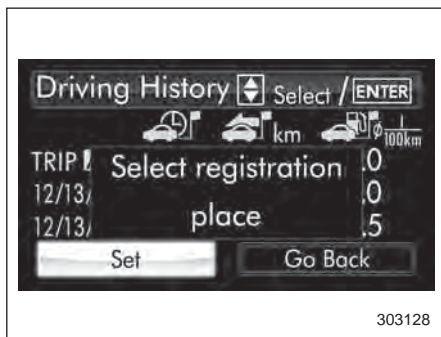 Driving History Select / ENTER
km ø l/100km
TRIP
Select registration
.0
12/13/
.0
place
12/13/
.5
Set Go Back
303128